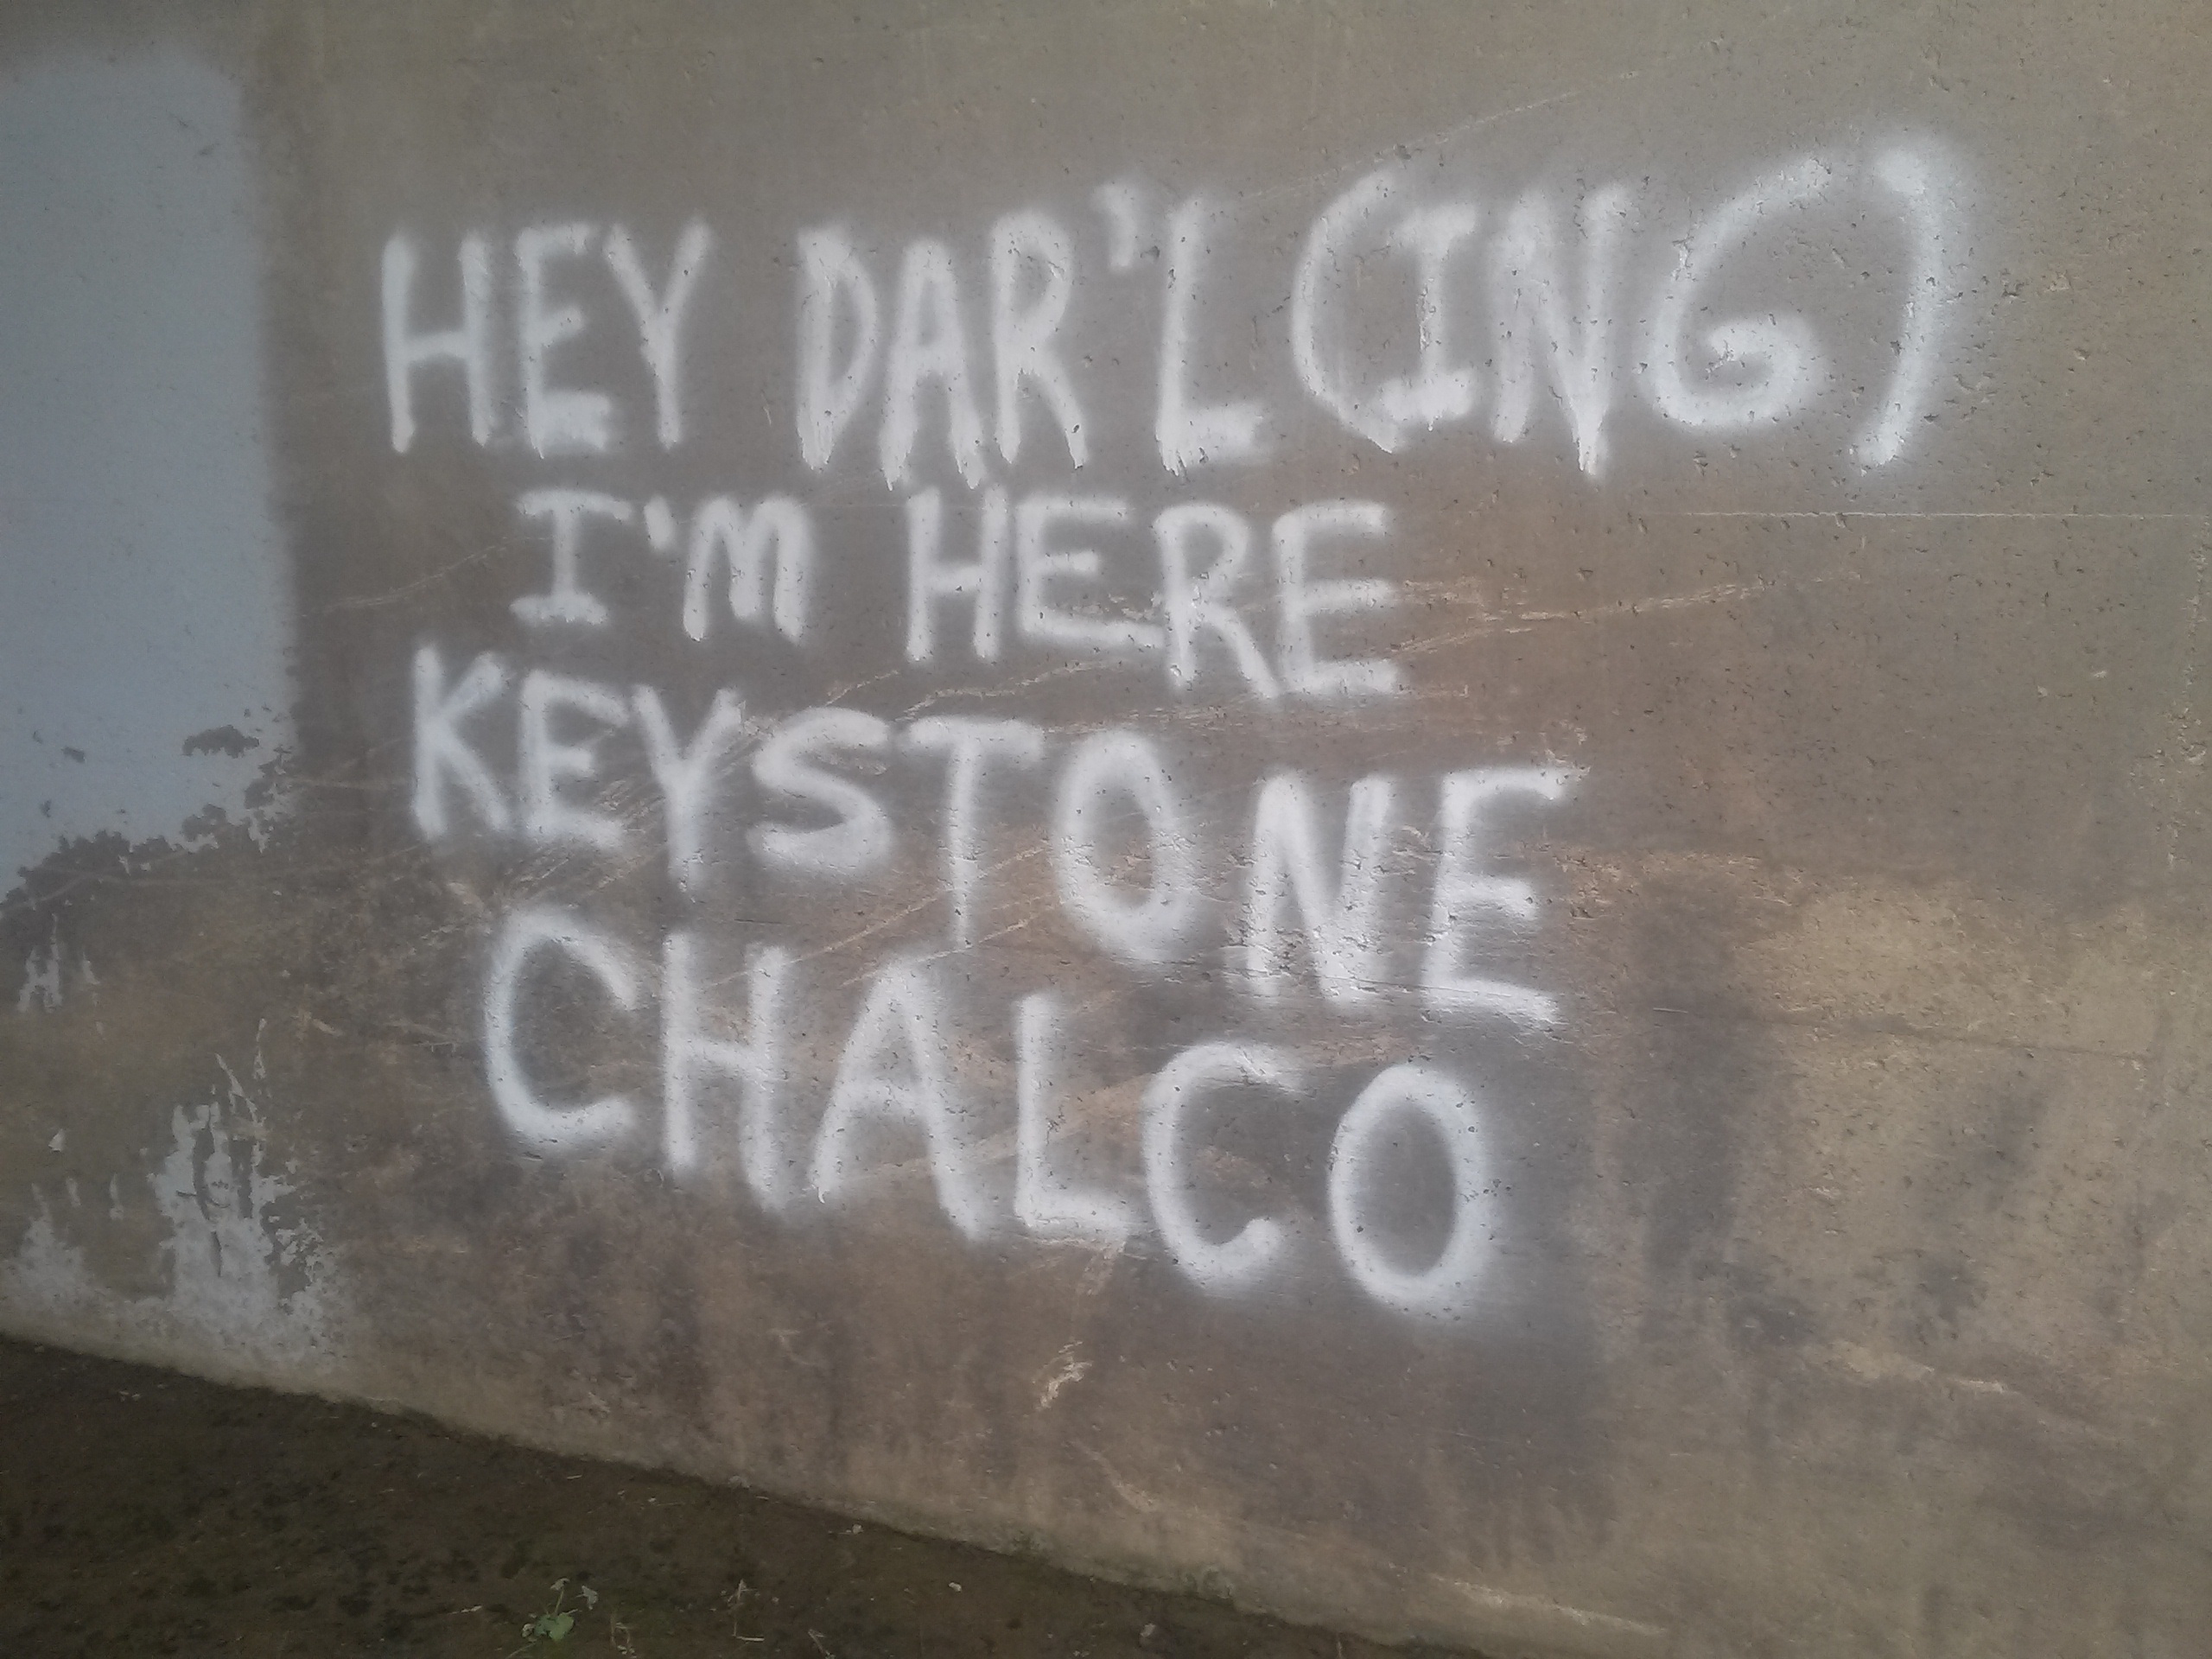 HEY DAR'L (ING)
I'M HERE
KEYSTONE
CHALCO